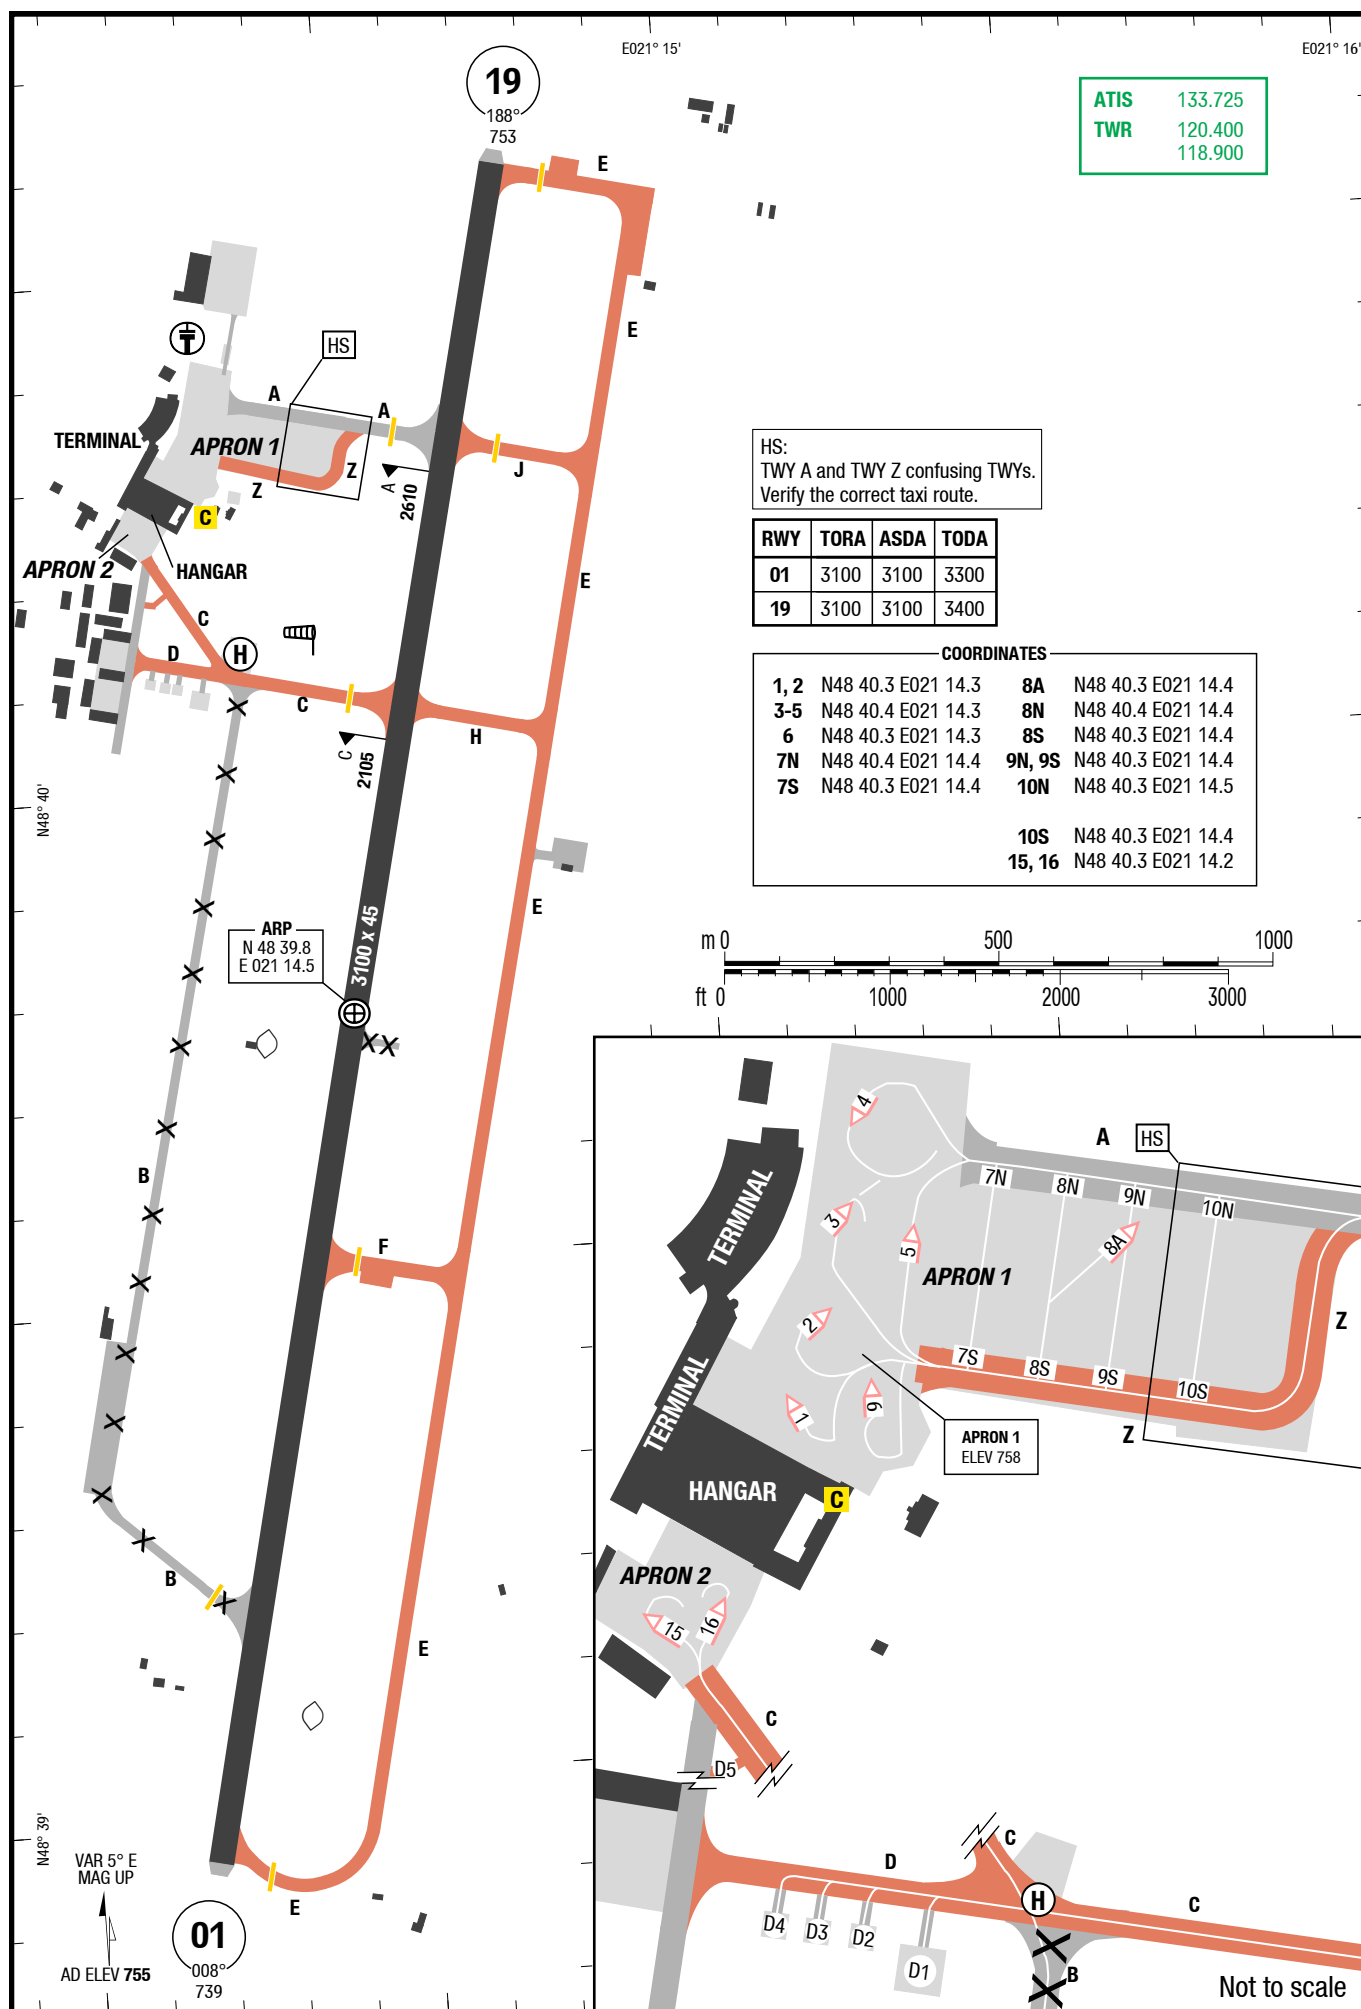 E021° 15'
E021° 16'
19
188°
753
ATIS 133.725
TWR 120.400
118.900
E
E
HS
A
A
TERMINAL
APRON 1
Z
Z
J
A
2610
C
APRON 2
HANGAR
E
C
D
H
C
H
C
2105
N48° 40'
HS:
TWY A and TWY Z confusing TWYs.
Verify the correct taxi route.
RWY TORA ASDA TODA
01 3100 3100 3300
19 3100 3100 3400
COORDINATES
1, 2 N48 40.3 E021 14.3 8A N48 40.3 E021 14.4
3-5 N48 40.4 E021 14.3 8N N48 40.4 E021 14.4
6 N48 40.3 E021 14.3 8S N48 40.3 E021 14.4
7N N48 40.4 E021 14.4 9N, 9S N48 40.3 E021 14.4
7S N48 40.3 E021 14.4 10N N48 40.3 E021 14.5
10S N48 40.3 E021 14.4
15, 16 N48 40.3 E021 14.2
E
3100 x 45
ARP
N 48 39.8
E 021 14.5
m 0 500 1000
ft 0 1000 2000 3000
B
F
B
E
N48° 39'
VAR 5° E
MAG UP
AD ELEV 755
E
01
008°
739
4
A
HS
TERMINAL
7N
8N
9N
10N
3
5
8A
APRON 1
2
Z
TERMINAL
7S
8S
9S
10S
1
6
Z
APRON 1
ELEV 758
HANGAR
C
APRON 2
15
16
C
D5
C
D
H
C
D4
D3
D2
D1
B
Not to scale